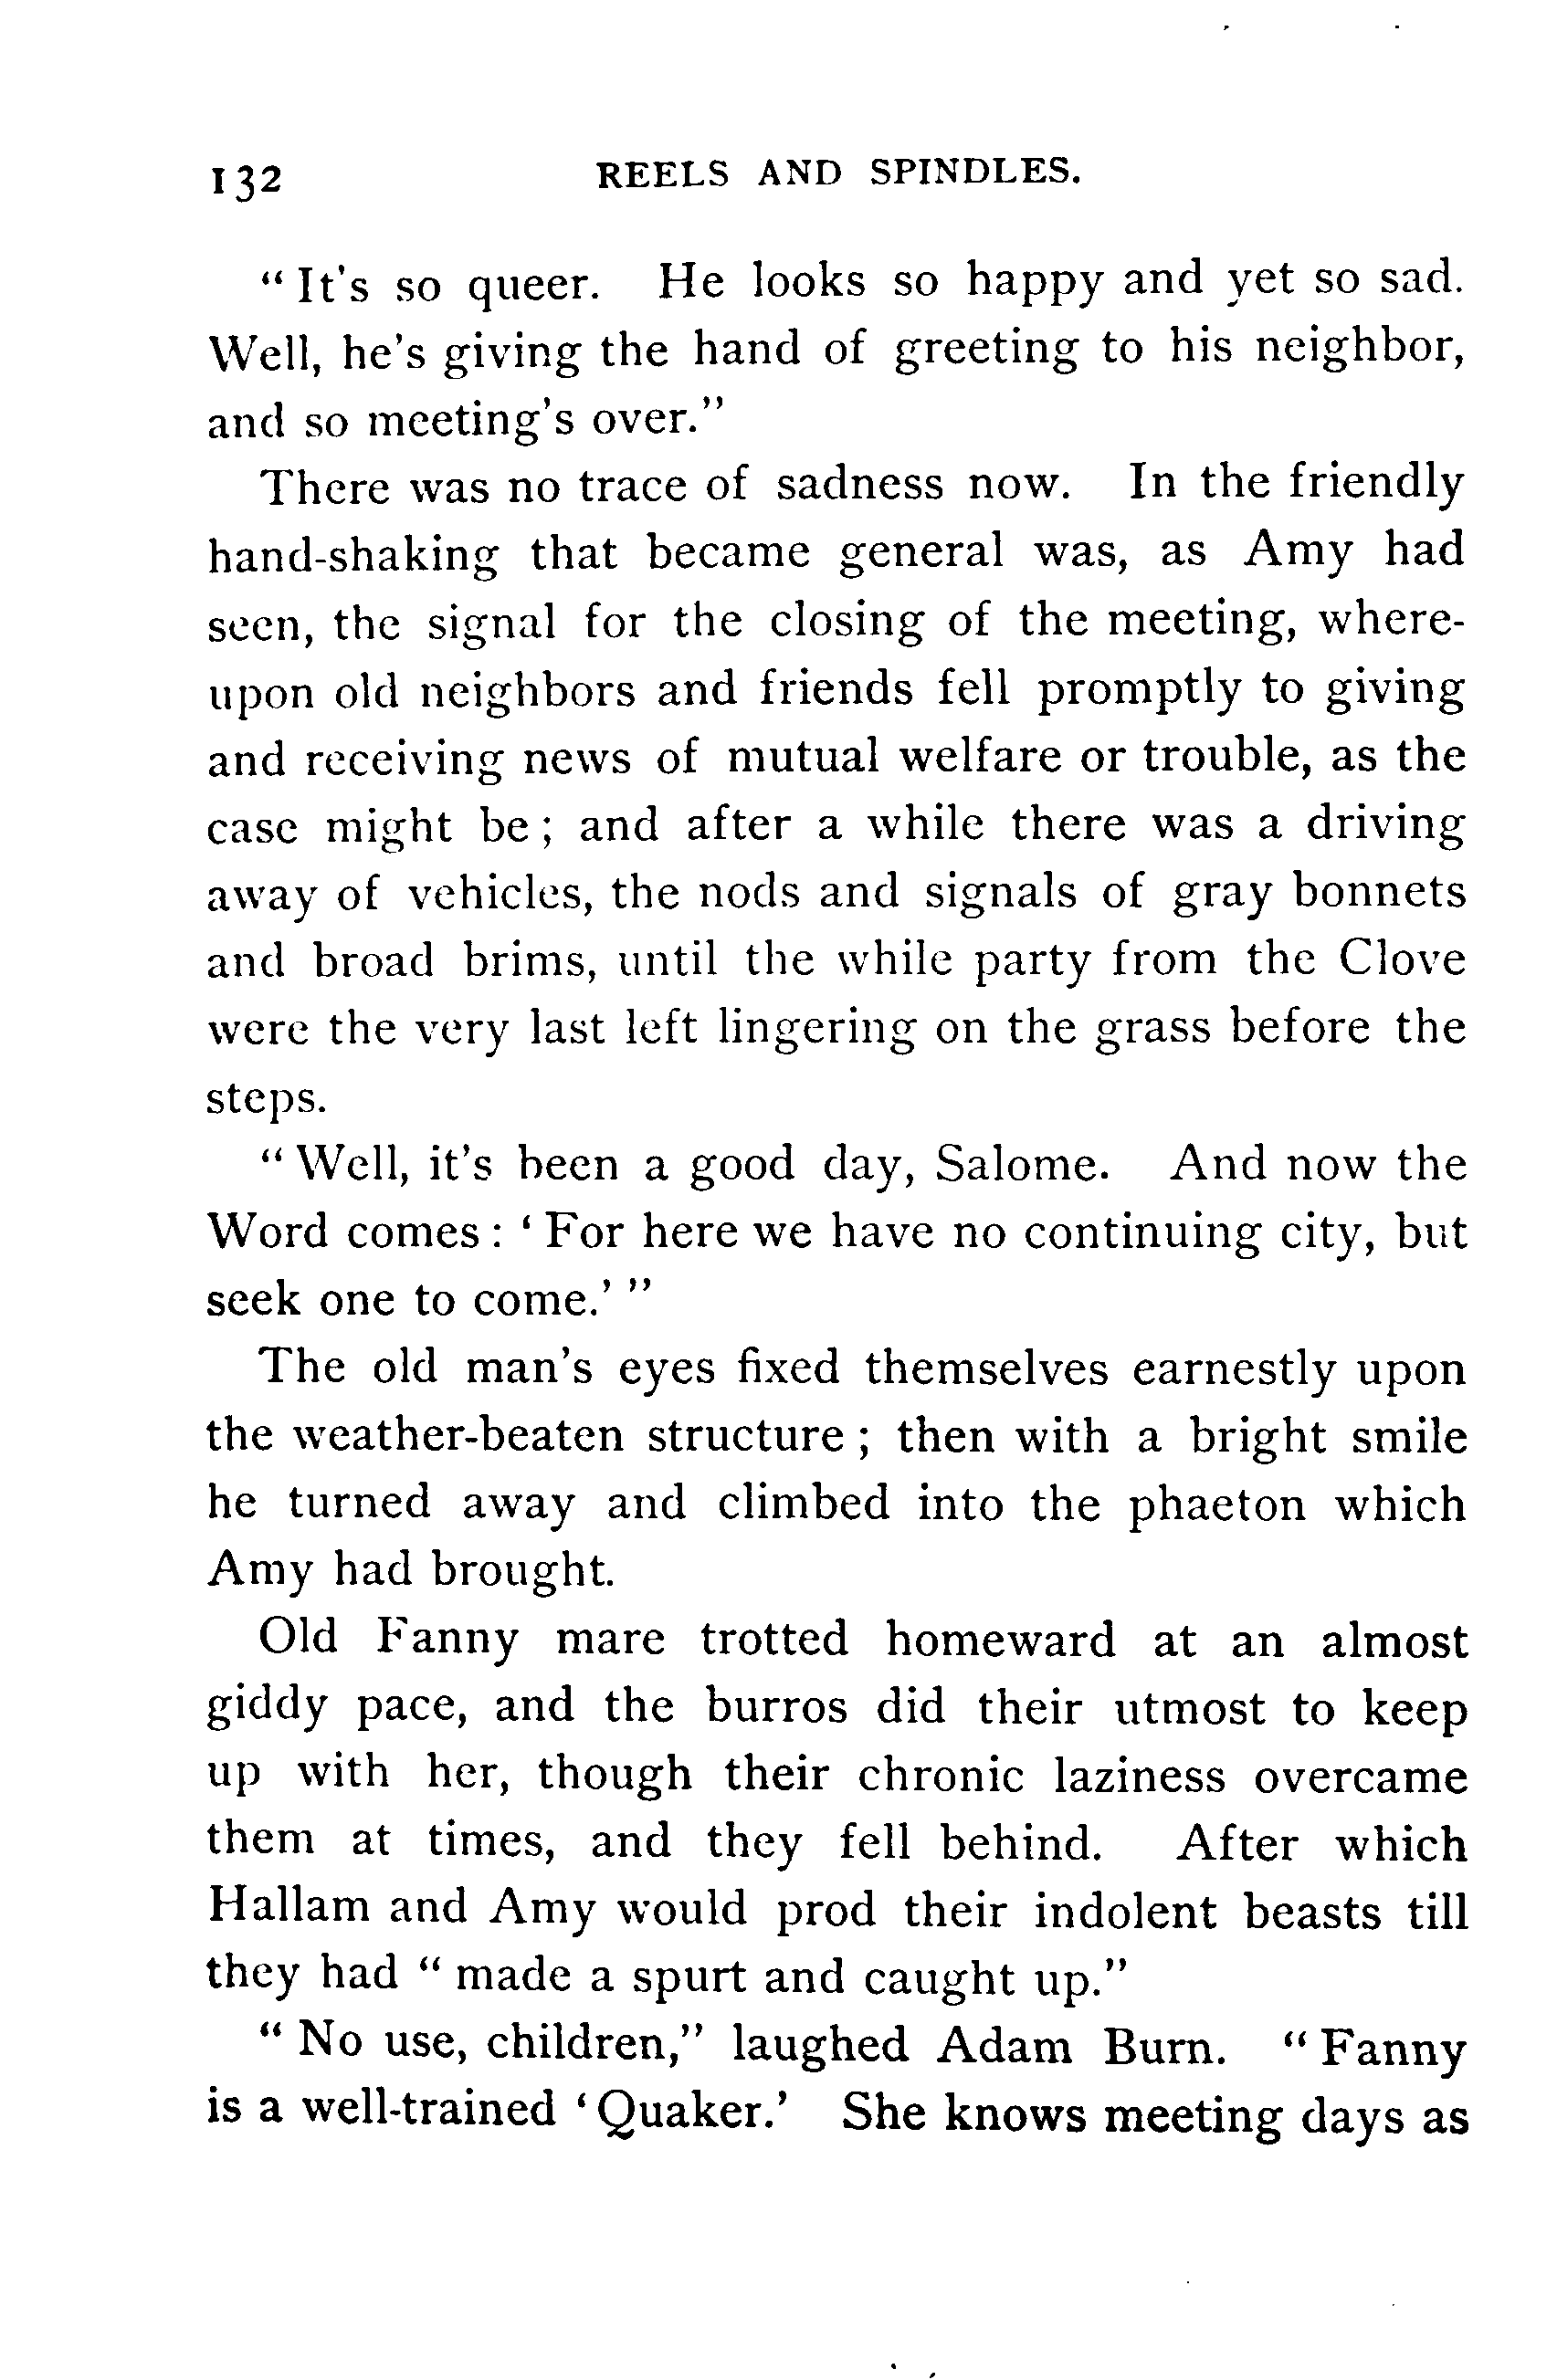 132 REELS AND SPINDLES.
“ It's so queer. He looks so happy and yet so sad.
Well, he's giving the hand of greeting to his neighbor,
and so meeting's over.”
There was no trace of sadness now. In the friendly
hand-shaking that became general was, as Amy had
seen, the signal for the closing of the meeting, where-
upon old neighbors and friends fell promptly to giving
and receiving news of mutual welfare or trouble, as the
case might be ; and after a while there was a driving
away of vehicles, the nods and signals of gray bonnets
and broad brims, until the while party from the Clove
were the very last left lingering on the grass before the
steps.
“ Well, it's been a good day, Salome. And now the
Word comes : ‘ For here we have no continuing city, but
seek one to come.’ ”
The old man's eyes fixed themselves earnestly upon
the weather-beaten structure ; then with a bright smile
he turned away and climbed into the phaeton which
Amy had brought.
Old Fanny mare trotted homeward at an almost
giddy pace, and the burros did their utmost to keep
up with her, though their chronic laziness overcame
them at times, and they fell behind. After which
Hallam and Amy would prod their indolent beasts till
they had “ made a spurt and caught up.”
“ No use, children,” laughed Adam Burn. “ Fanny
is a well-trained ‘ Quaker.’ She knows meeting days as